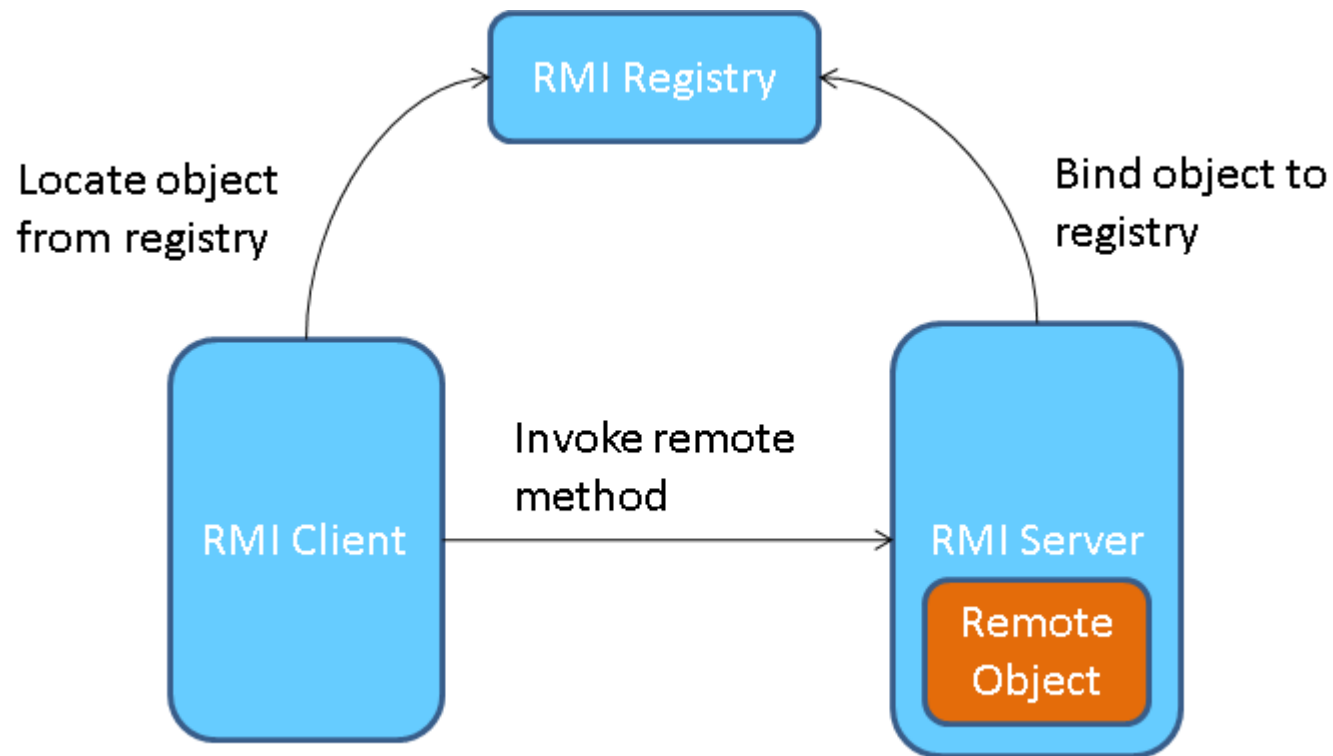 RMI Registry
Locate object
from registry
Bind object to
registry
Invoke remote
method
RMI Client
RMI Server
Remote
Object